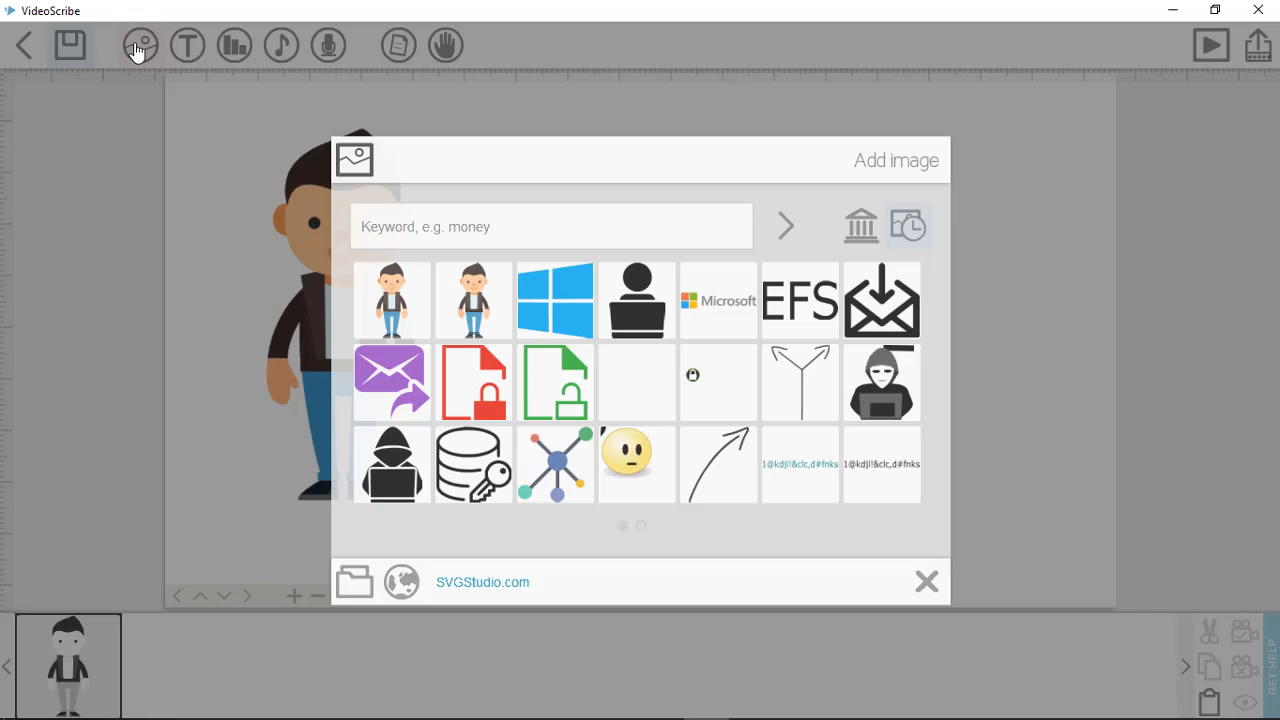 VideoScribe
Add image
Keyword, e.g. money
Microsoft
EFS
1@kdjl!&clc,d#fnks
1@kdjl!&clc,d#fnks
SVGStudio.com
GET HELP